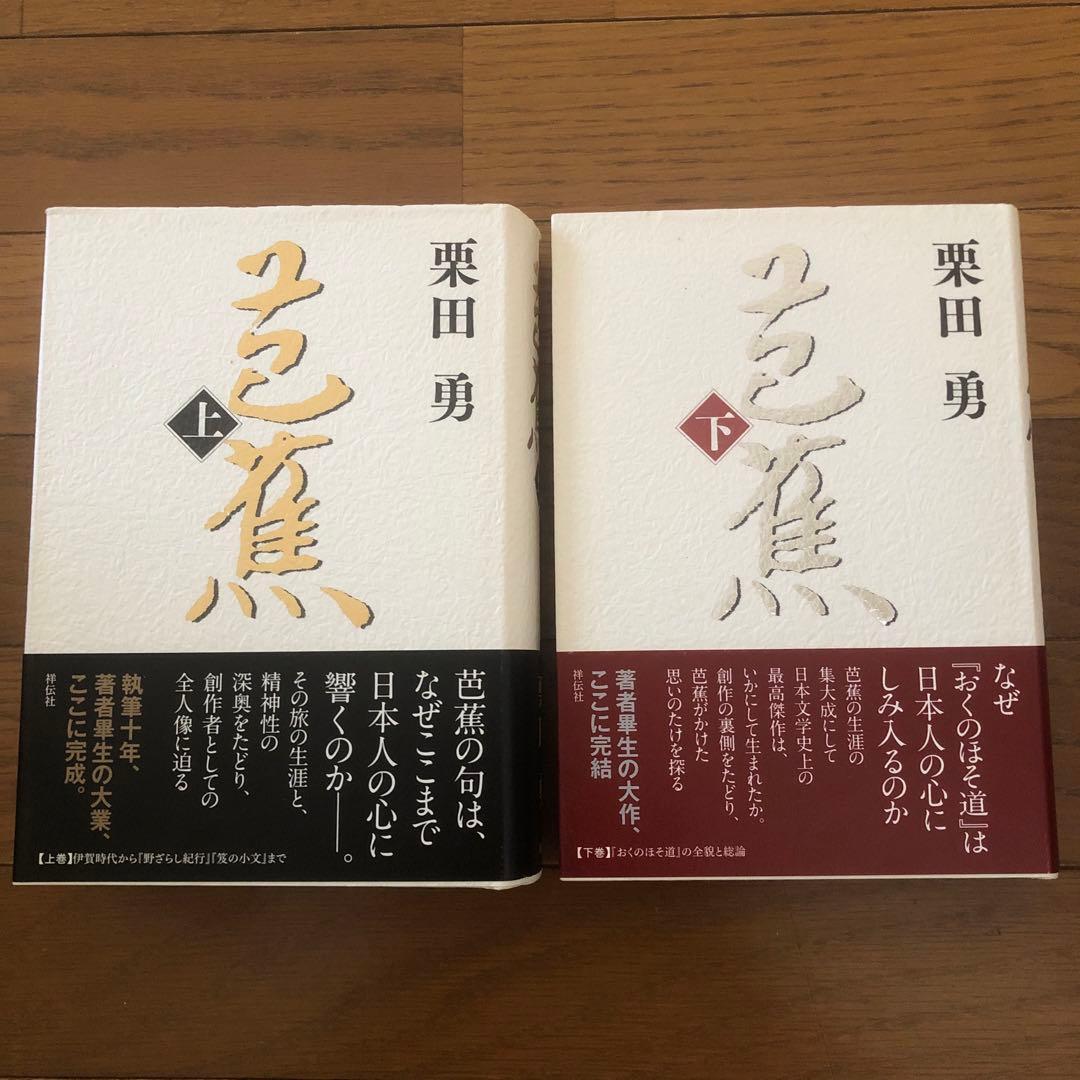 栗田 勇
芭蕉
上
芭蕉の句は、
なぜここまで
日本人の心に
響くのか――。
その旅の生涯と、
精神性の
深奥をたどり、
創作者としての
全人像に迫る
執筆十年、
著者畢生の大業、
ここに完成。
祥伝社
【上巻】伊賀時代から『野ざらし紀行』『笈の小文』まで
栗田 勇
芭蕉
下
なぜ
『おくのほそ道』は
日本人の心に
しみ入るのか
芭蕉の生涯の
集大成にして
日本文学史上の
最高傑作は、
いかにして生まれたか。
創作の裏側をたどり、
芭蕉がかけた
思いのたけを探る
著者畢生の大作、
ここに完結
祥伝社
【下巻】『おくのほそ道』の全貌と総論